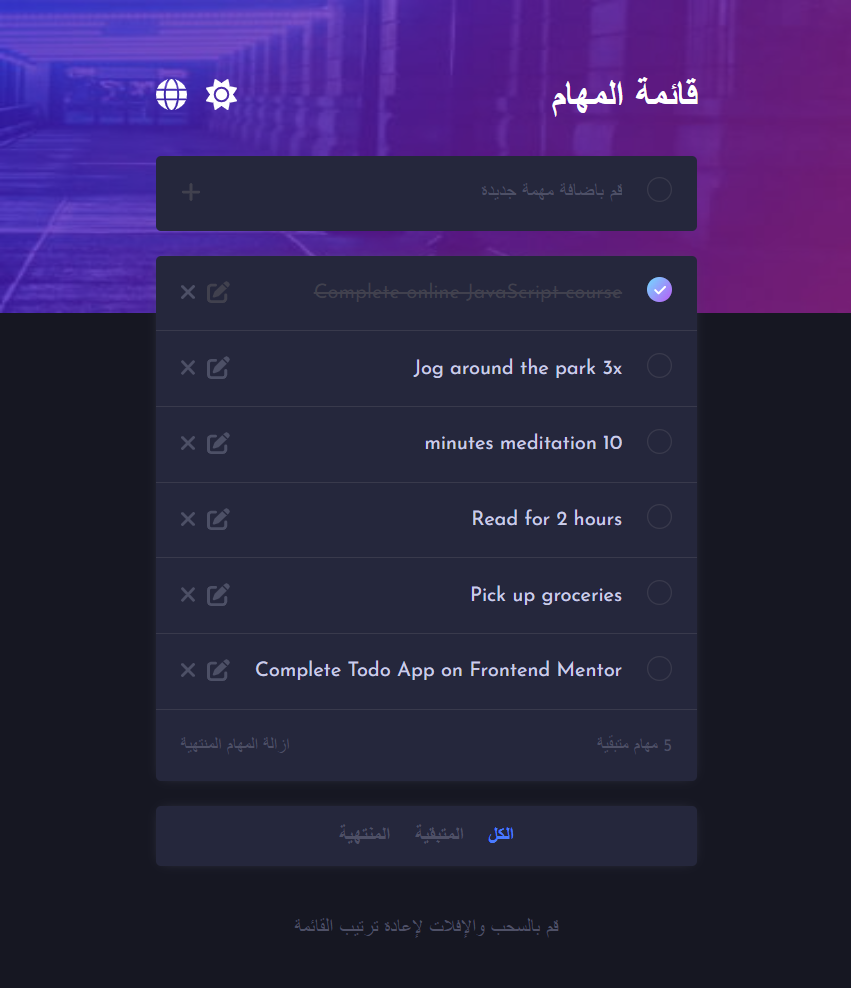 قائمة المهام
قم باضافة مهمة جديدة
Complete online JavaScript course
Jog around the park 3x
minutes meditation 10
Read for 2 hours
Pick up groceries
Complete Todo App on Frontend Mentor
5 مهام متبقية
ازالة المهام المنتهية
الكل المتبقية المنتهية
قم بالسحب والإفلات لإعادة ترتيب القائمة